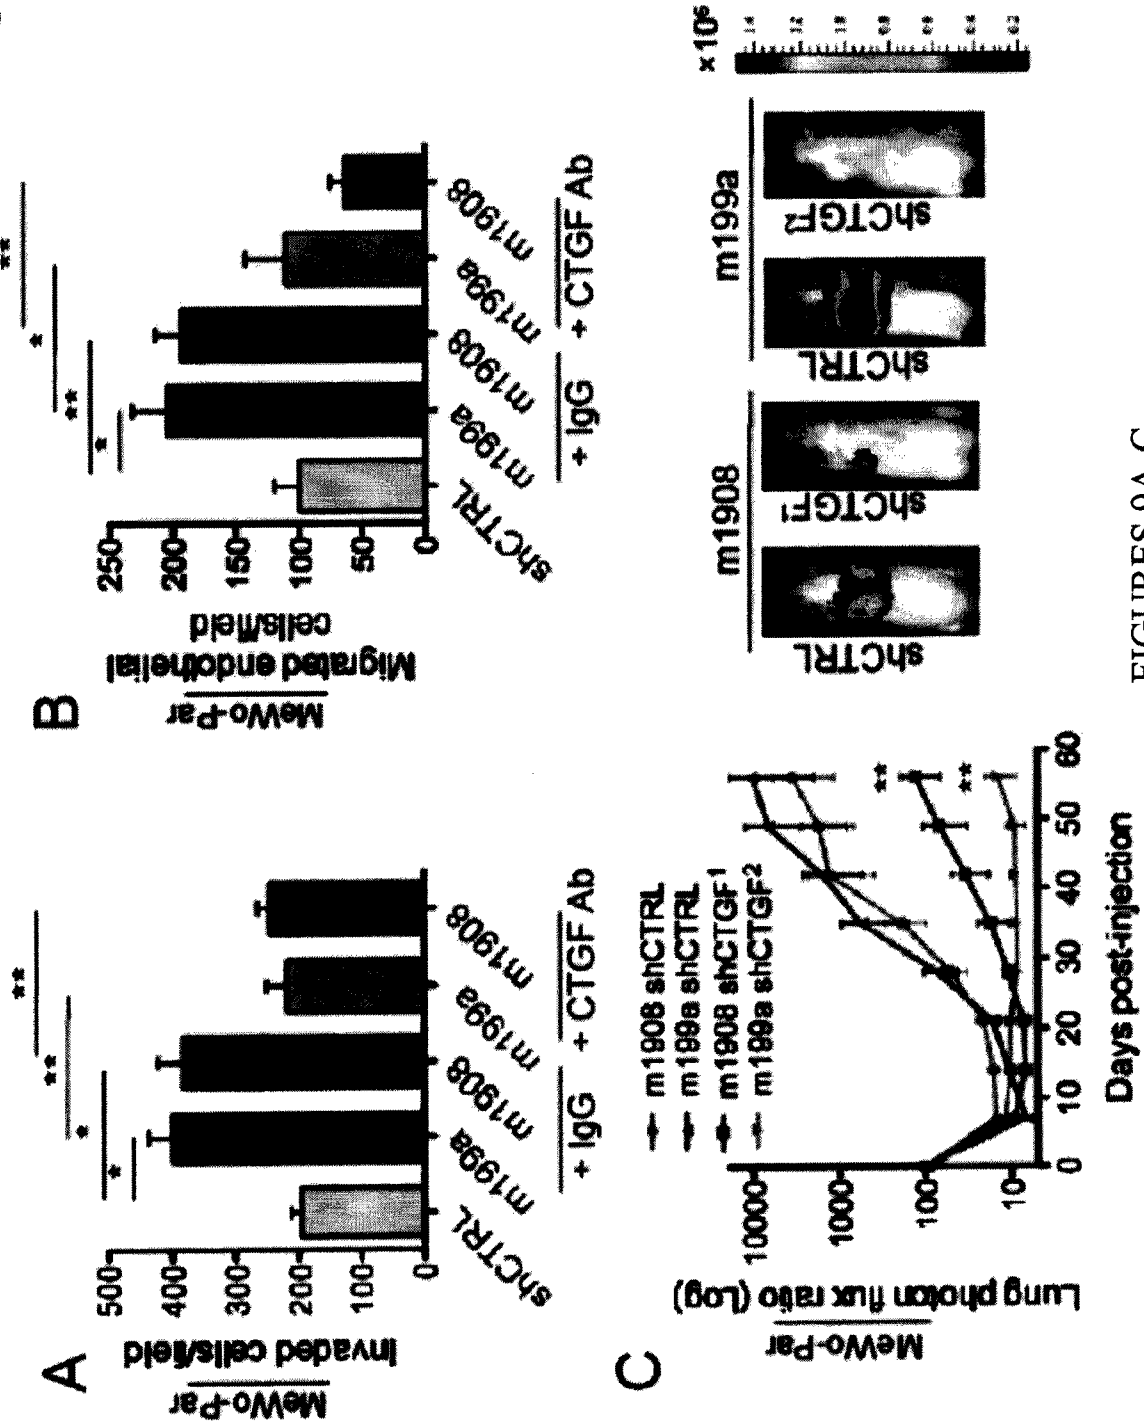 A
MeWo-Par
Invaded cells/field
500
400
300
200
100
0
shCTRL
m199a
m1908
m199a
m1908
+ IgG
+ CTGF Ab
*
*
**
**
B
MeWo-Par
Migrated endothelial
cells/field
250
200
150
100
50
0
shCTRL
m199a
m1908
m199a
m1908
+ IgG
+ CTGF Ab
*
**
*
**
C
MeWo-Par
Lung photon flux ratio (Log)
10000
1000
100
10
0 10 20 30 40 50 60
Days post-injection
m1908 shCTRL
m199a shCTRL
m1908 shCTGF1
m199a shCTGF2
**
**
m1908
m199a
shCTRL
shCTGF1
shCTRL
shCTGF2
×10
FIGURES 9A-C